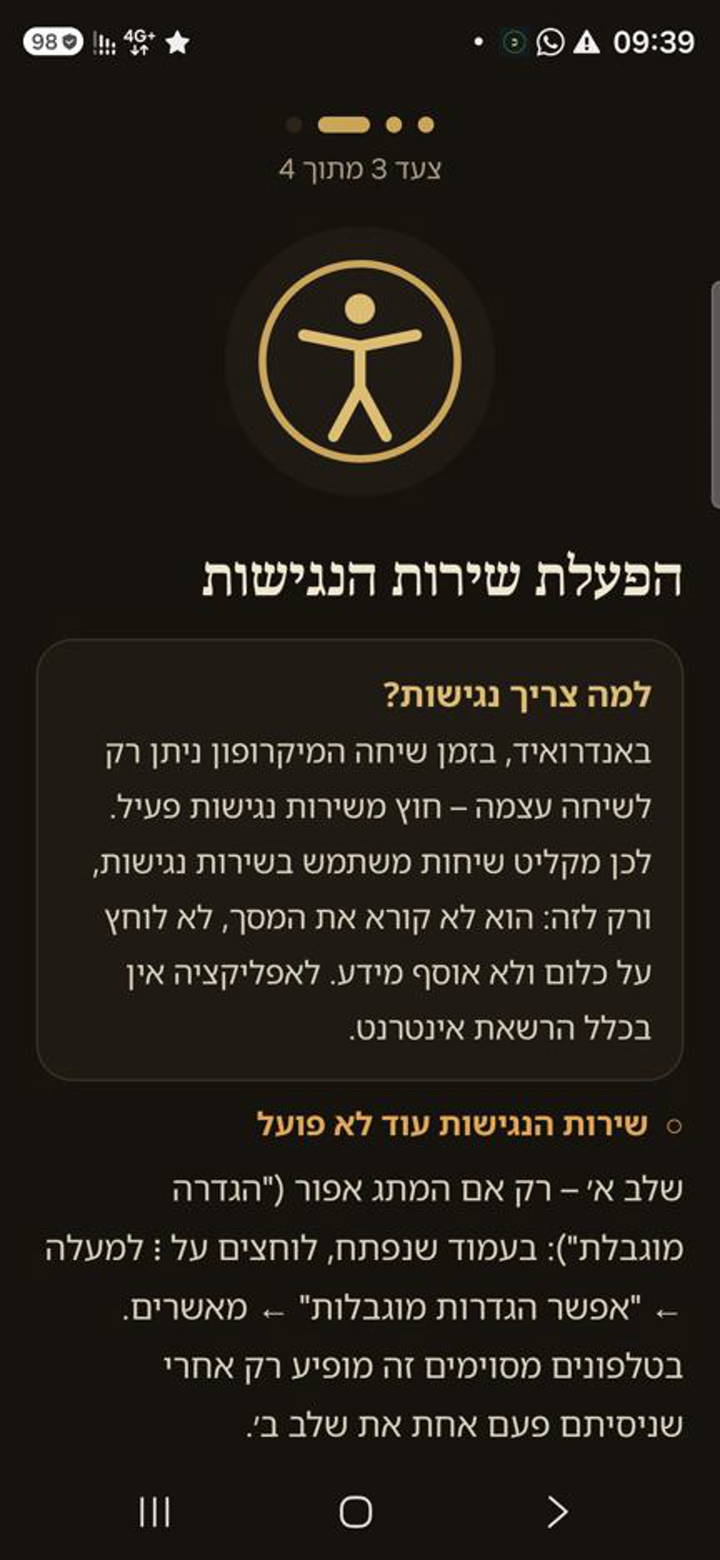 09:39
4G+
98
צעד 3 מתוך 4
הפעלת שירות הנגישות
למה צריך נגישות?
באנדרואיד, בזמן שיחה המיקרופון ניתן רק
לשיחה עצמה – חוץ משירות נגישות פעיל.
לכן מקליט שיחות משתמש בשירות נגישות,
ורק לזה: הוא לא קורא את המסך, לא לוחץ
על כלום ולא אוסף מידע. לאפליקציה אין
בכלל הרשאת אינטרנט.
○ שירות הנגישות עוד לא פועל
שלב א׳ – רק אם המתג אפור ("הגדרה
מוגבלת"): בעמוד שנפתח, לוחצים על ⋮ למעלה
← "אפשר הגדרות מוגבלות" ← מאשרים.
בטלפונים מסוימים זה מופיע רק אחרי
שניסיתם פעם אחת את שלב ב׳.